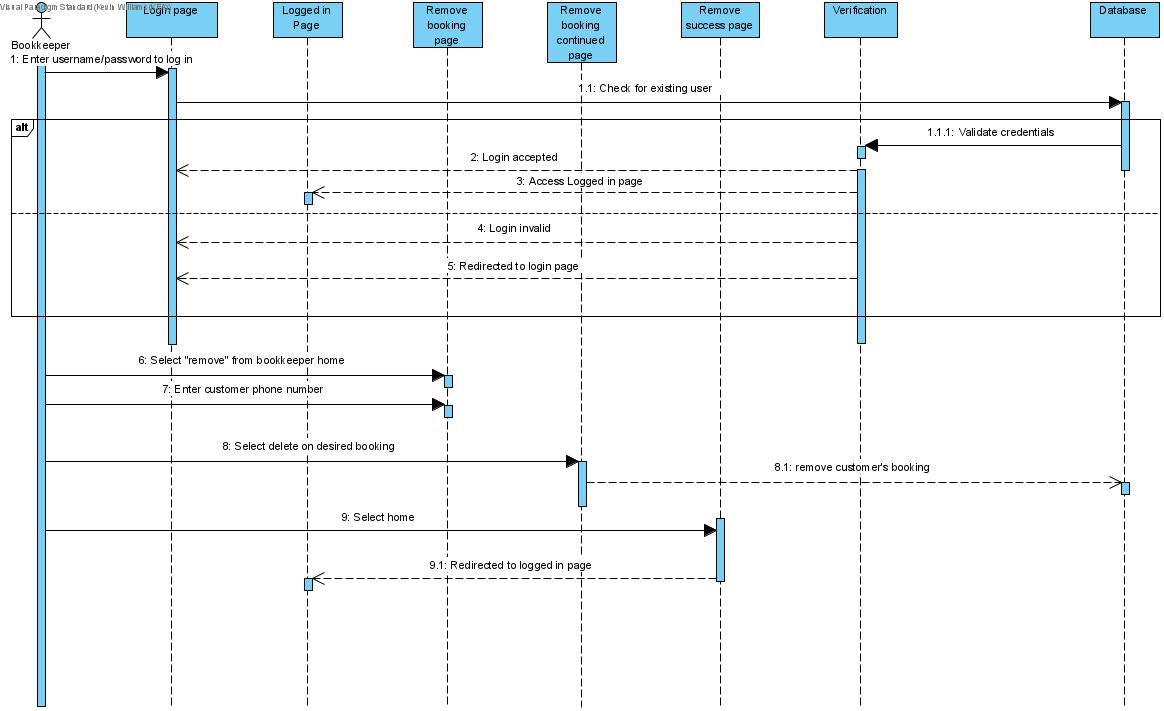 Visual Paradigm Standard (Kevin Williams
Bookkeeper
Login page
Logged in
Page
Remove
booking
page
Remove
booking
continued
page
Remove
success page
Verification
Database
1: Enter username/password to log in
1.1: Check for existing user
alt
1.1.1: Validate credentials
2: Login accepted
3: Access Logged in page
4: Login invalid
5: Redirected to login page
6: Select "remove" from bookkeeper home
7: Enter customer phone number
8: Select delete on desired booking
8.1: remove customer's booking
9: Select home
9.1: Redirected to logged in page